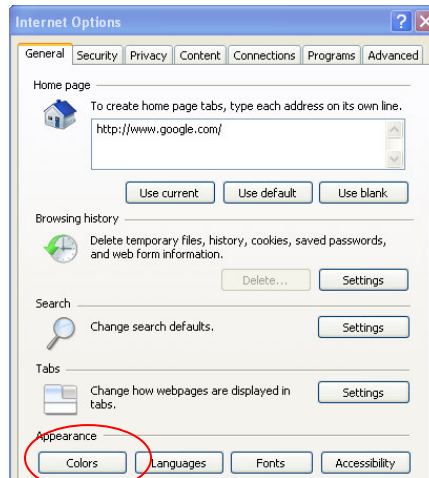 Internet Options
General Security Privacy Content Connections Programs Advanced
Home page
To create home page tabs, type each address on its own line.
http://www.google.com/
Use current Use default Use blank
Browsing history
Delete temporary files, history, cookies, saved passwords,
and web form information.
Delete... Settings
Search
Change search defaults. Settings
Tabs
Change how webpages are displayed in
tabs.
Settings
Appearance
Colors Languages Fonts Accessibility